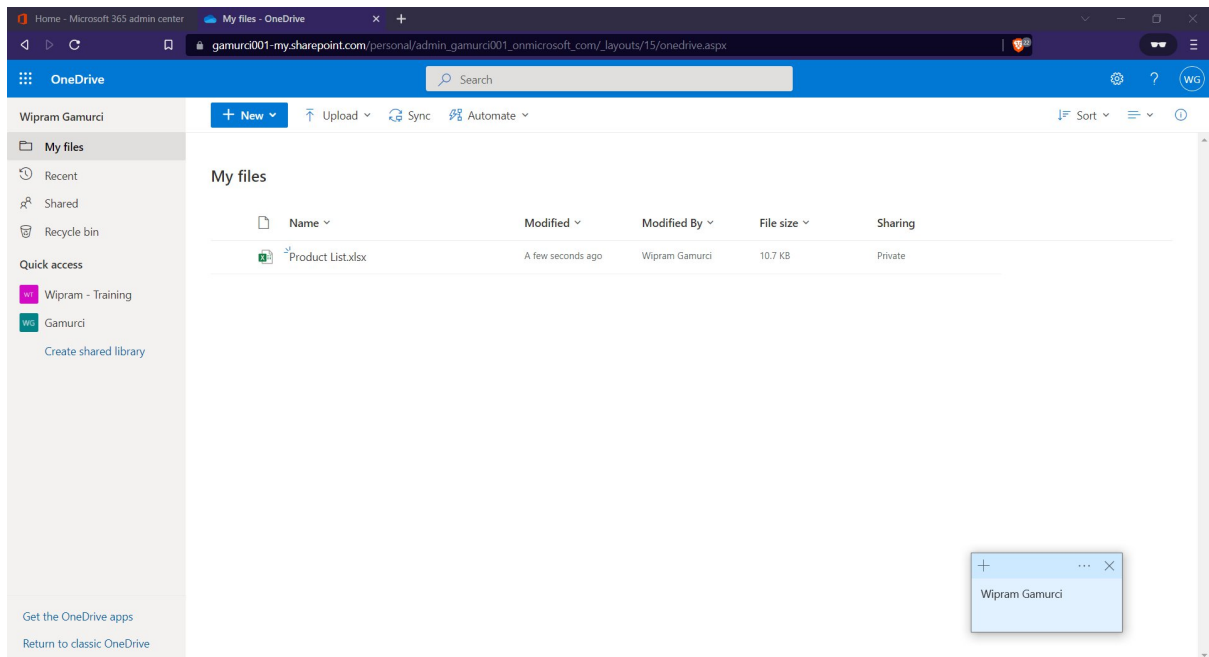 Home - Microsoft 365 admin center
My files - OneDrive
gamurci001-my.sharepoint.com/personal/admin_gamurci001_onmicrosoft_com/_layouts/15/onedrive.aspx
OneDrive
Search
WG
Wipram Gamurci
New
Upload
Sync
Automate
Sort
My files
Recent
Shared
Recycle bin
Quick access
WT Wipram - Training
WG Gamurci
Create shared library
Get the OneDrive apps
Return to classic OneDrive
My files
Name Modified Modified By File size Sharing
Product List.xlsx A few seconds ago Wipram Gamurci 10.7 KB Private
Wipram Gamurci